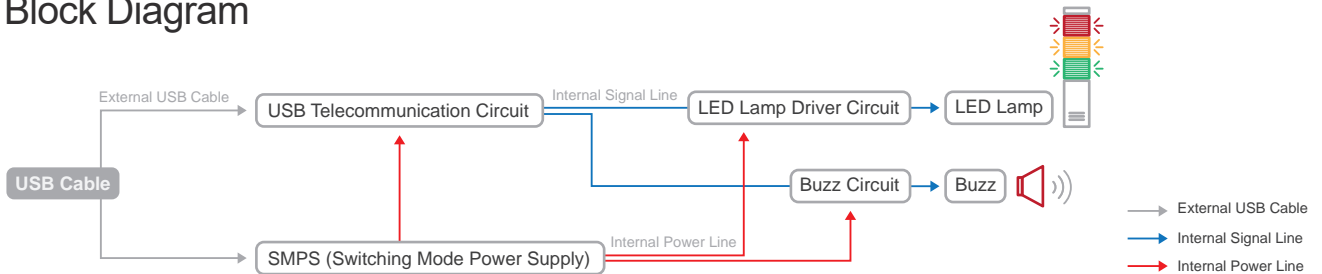 Block Diagram
External USB Cable
USB Telecommunication Circuit
Internal Signal Line
LED Lamp Driver Circuit
LED Lamp
USB Cable
Buzz Circuit
Buzz
SMPS (Switching Mode Power Supply)
Internal Power Line
External USB Cable
Internal Signal Line
Internal Power Line